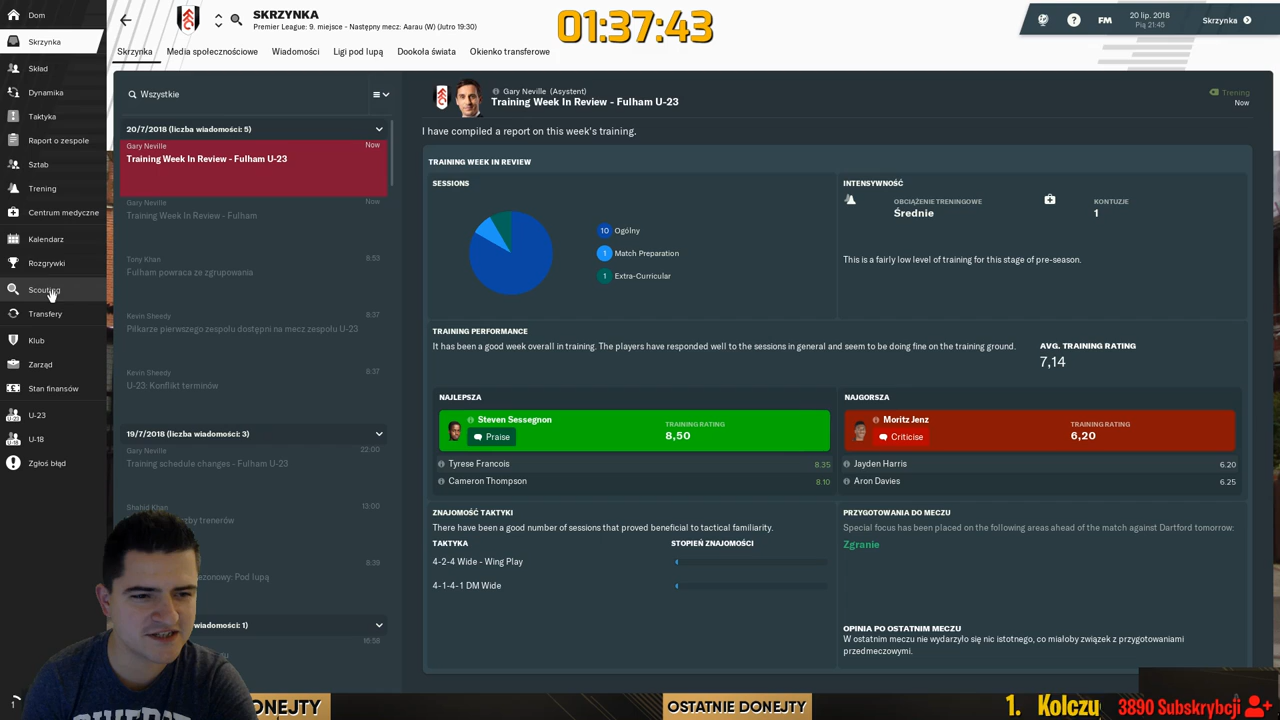 Dom
Skrzynka
Skład
Dynamika
Taktyka
Raport o zespole
Sztab
Trening
Centrum medyczne
Kalendarz
Rozgrywki
Scouting
Transfery
Klub
Zarząd
Stan finansów
U-23
U-18
Zgłoś błąd
SKRZYNKA
Premier League: 9. miejsce - Następny mecz: Aarau (W) (Jutro 19:30)
01:37:43
? FM 20 lip. 2018
Pią 21:45
Skrzynka
Skrzynka Media społecznościowe Wiadomości Ligi pod lupą Dookoła świata Okienko transferowe
Wszystkie
20/7/2018 (liczba wiadomości: 5)
Gary Neville Now
Training Week In Review - Fulham U-23
Gary Neville Now
Training Week In Review - Fulham
Tony Khan 8:53
Fulham powraca ze zgrupowania
Kevin Sheedy 8:37
Piłkarze pierwszego zespołu dostępni na mecz zespołu U-23
Kevin Sheedy 8:37
U-23: Konflikt terminów
19/7/2018 (liczba wiadomości: 3)
Gary Neville 22:00
Training schedule changes - Fulham U-23
Shahid Khan 13:00
trenerów
8:39
Pod lupą
wiadomości: 1)
16:58
Gary Neville (Asystent)
Training Week In Review - Fulham U-23
Trening
Now
I have compiled a report on this week's training.
TRAINING WEEK IN REVIEW
SESSIONS
10 Ogólny
1 Match Preparation
1 Extra-Curricular
INTENSYWNOŚĆ
OBCIĄŻENIE TRENINGOWE
Średnie
KONTUZJE
1
This is a fairly low level of training for this stage of pre-season.
TRAINING PERFORMANCE
It has been a good week overall in training. The players have responded well to the sessions in general and seem to be doing fine on the training ground.
AVG. TRAINING RATING
7,14
NAJLEPSZA
Steven Sessegnon
Praise
TRAINING RATING
8,50
Tyrese Francois 8.35
Cameron Thompson 8.10
NAJGORSZA
Moritz Jenz
Criticise
TRAINING RATING
6,20
Jayden Harris 6.20
Aron Davies 6.25
ZNAJOMOŚĆ TAKTYKI
There have been a good number of sessions that proved beneficial to tactical familiarity.
TAKTYKA STOPIEŃ ZNAJOMOŚCI
4-2-4 Wide - Wing Play
4-1-4-1 DM Wide
PRZYGOTOWANIA DO MECZU
Special focus has been placed on the following areas ahead of the match against Dartford tomorrow:
Zgranie
OPINIA PO OSTATNIM MECZU
W ostatnim meczu nie wydarzyło się nic istotnego, co miałoby związek z przygotowaniami
przedmeczowymi.
DONEJTY
OSTATNIE DONEJTY
1. Kolczu
3890 Subskrybcji